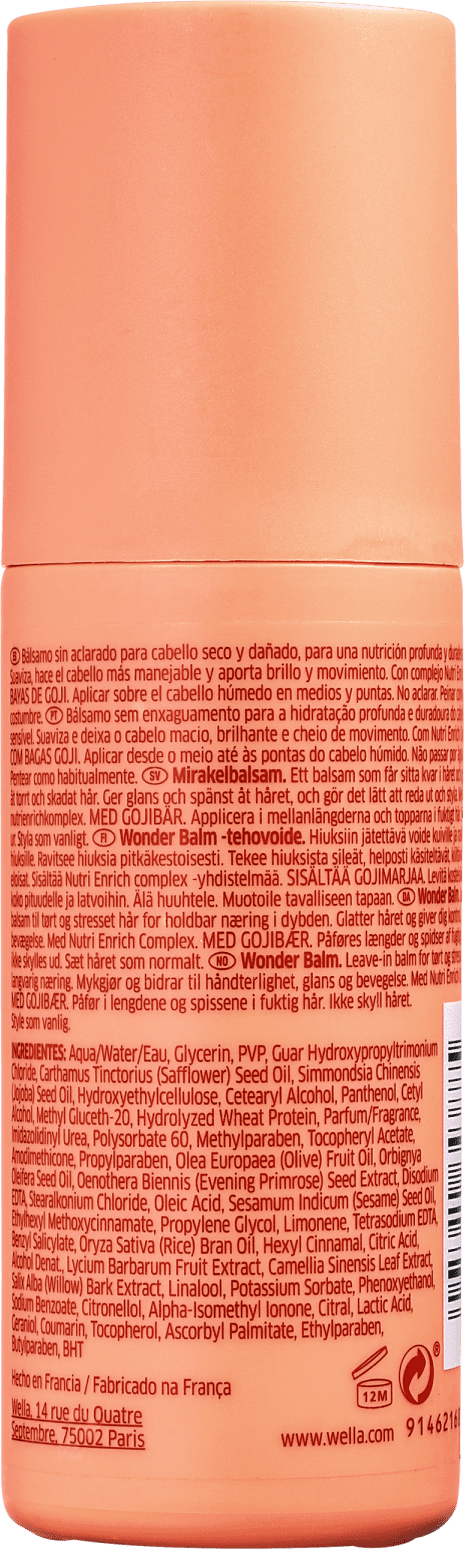 E Bálsamo sin aclarado para cabello seco y dañado, para una nutrición profunda y
Suaviza, hace el cabello más manejable y aporta brillo y movimiento. Con complejo Nutri
BAYAS DE GOJI. Aplicar sobre el cabello húmedo en medios y puntas. No aclarar.
costumbre. PT Bálsamo sem enxaguamento para a hidratação profunda e duradoura do
sensível. Suaviza e deixa o cabelo macio, brilhante e cheio de movimento. Com Nutri
COM BAGAS GOJI. Aplicar desde o meio até às pontas do cabelo húmido. Não passar por
Pentear como habitualmente. SV Mirakelbalsam. Ett balsam som får sitta kvar i håret och
åt torrt och skadat hår. Ger glans och spänst åt håret, och gör det lätt att reda ut och
nutrienrichkomplex. MED GOJIBÄR. Applicera i mellanlängderna och topparna i fuktigt
ur. Styla som vanligt. FI Wonder Balm -tehovoide. Hiuksiin jätettävä voide kuiville ja
hiuksille. Ravitsee hiuksia pitkäkestoisesti. Tekee hiuksista sileät, helposti käsiteltävät,
eloisat. Sisältää Nutri Enrich complex -yhdistelmää. SISÄLTÄÄ GOJIMARJAA. Levitä
koko pituudelle ja latvoihin. Älä huuhtele. Muotoile tavalliseen tapaan. DA Wonder Balm.
balsam til tørt og stresset hår for holdbar næring i dybden. Glatter håret og giver dig
bevægelse. Med Nutri Enrich Complex. MED GOJIBÆR. Påføres længder og spidser af
ikke skylles ud. Sæt håret som normalt. NO Wonder Balm. Leave-in balm for tørt og
langvarig næring. Mykgjør og bidrar til håndterlighet, glans og bevegelse. Med Nutri
MED GOJIBÆR. Påfør i lengdene og spissene i fuktig hår. Ikke skyll håret.
Style som vanlig.
INGREDIENTES: Aqua/Water/Eau, Glycerin, PVP, Guar Hydroxypropyltrimonium
Chloride, Carthamus Tinctorius (Safflower) Seed Oil, Simmondsia Chinensis
(Jojoba) Seed Oil, Hydroxyethylcellulose, Cetearyl Alcohol, Panthenol, Cetyl
Alcohol, Methyl Gluceth-20, Hydrolyzed Wheat Protein, Parfum/Fragrance,
Imidazolidinyl Urea, Polysorbate 60, Methylparaben, Tocopheryl Acetate,
Amodimethicone, Propylparaben, Olea Europaea (Olive) Fruit Oil, Orbignya
Oleifera Seed Oil, Oenothera Biennis (Evening Primrose) Seed Extract, Disodium
EDTA, Stearalkonium Chloride, Oleic Acid, Sesamum Indicum (Sesame) Seed Oil,
Ethylhexyl Methoxycinnamate, Propylene Glycol, Limonene, Tetrasodium EDTA,
Benzyl Salicylate, Oryza Sativa (Rice) Bran Oil, Hexyl Cinnamal, Citric Acid,
Alcohol Denat, Lycium Barbarum Fruit Extract, Camellia Sinensis Leaf Extract,
Salix Alba (Willow) Bark Extract, Linalool, Potassium Sorbate, Phenoxyethanol,
Sodium Benzoate, Citronellol, Alpha-Isomethyl Ionone, Citral, Lactic Acid,
Geraniol, Coumarin, Tocopherol, Ascorbyl Palmitate, Ethylparaben,
Butylparaben, BHT
Hecho en Francia / Fabricado na França
12M
Wella, 14 rue du Quatre
Septembre, 75002 Paris
www.wella.com